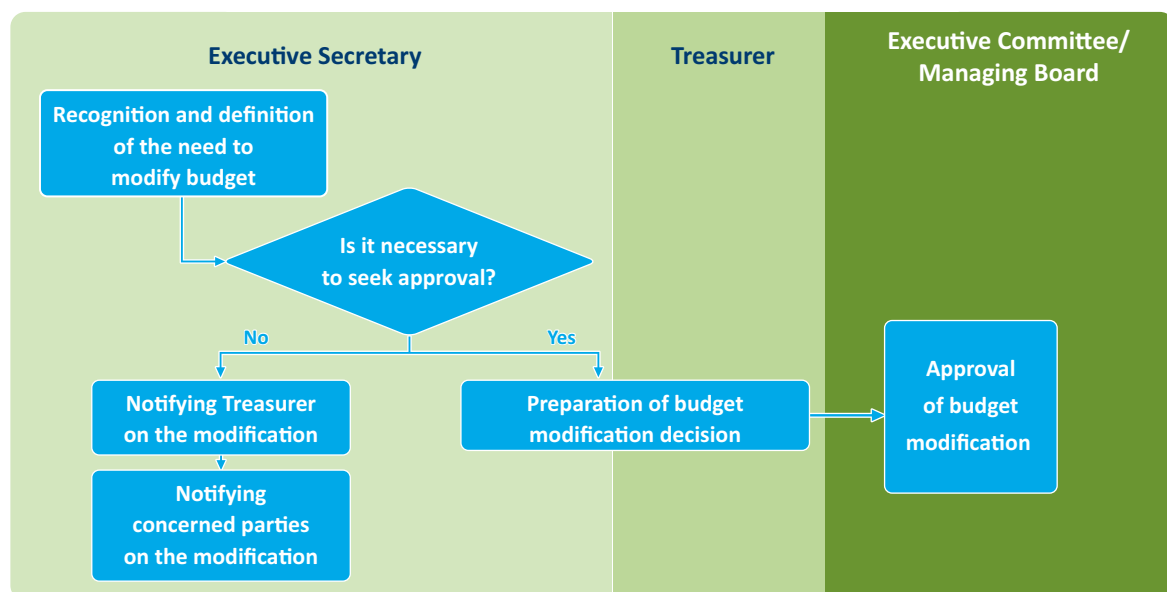 Executive Secretary
Treasurer
Executive Committee/
Managing Board
Recognition and definition
of the need to
modify budget
Is it necessary
to seek approval?
No
Yes
Notifying Treasurer
on the modification
Preparation of budget
modification decision
Approval
of budget
modification
Notifying
concerned parties
on the modification